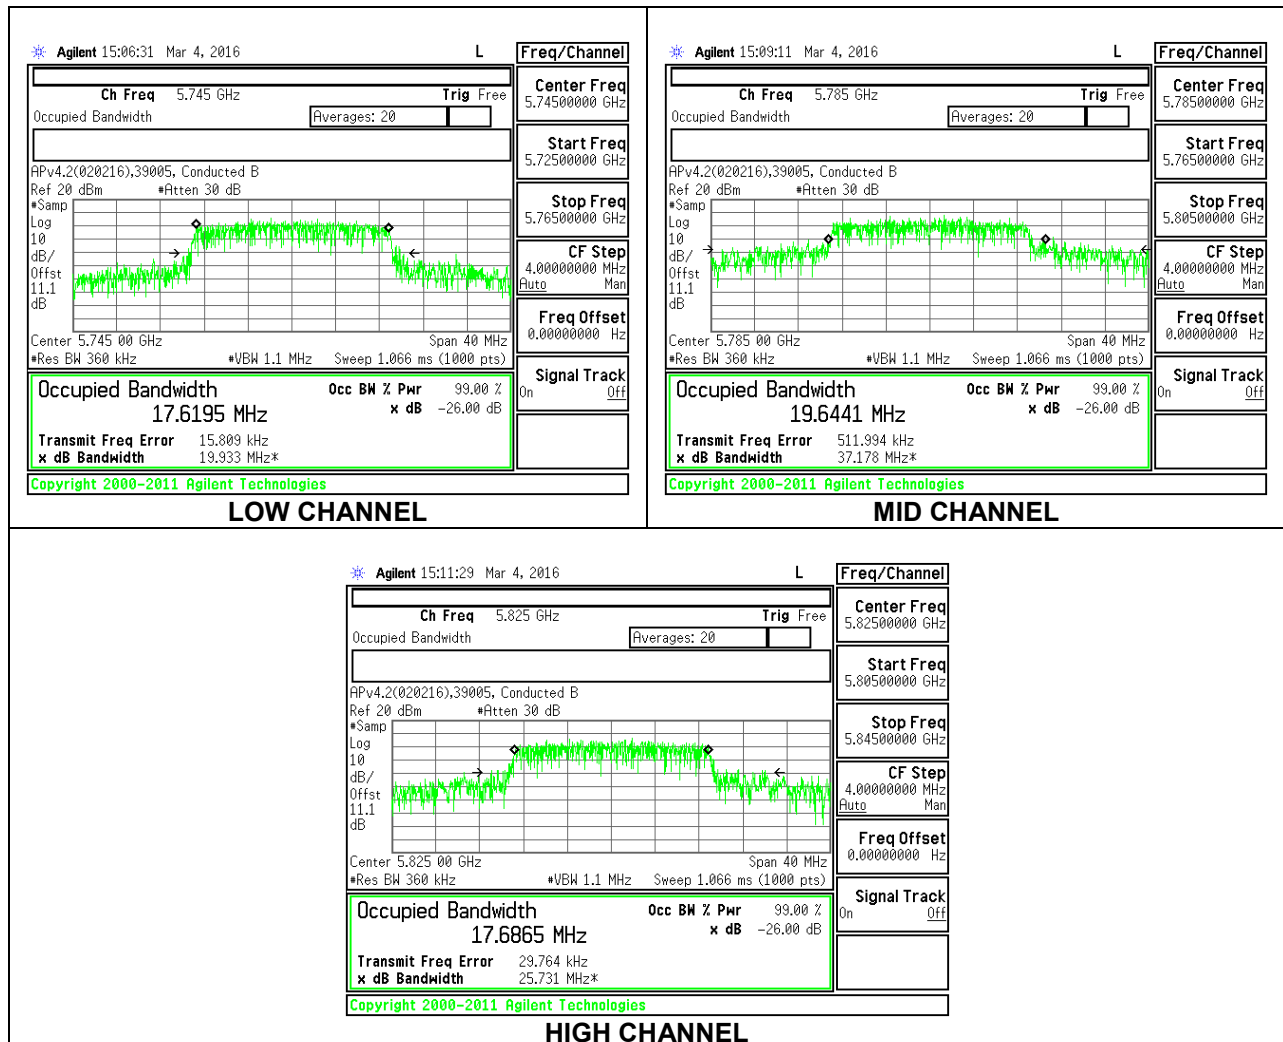 Agilent 15:06:31 Mar 4, 2016 L Freq/Channel
Ch Freq 5.745 GHz Trig Free
Occupied Bandwidth Averages: 20
APv4.2(020216),39005, Conducted B
Ref 20 dBm #Atten 30 dB
#Samp
Log
10
dB/
Offst
11.1
dB
Center 5.745 00 GHz Span 40 MHz
#Res BW 360 kHz #VBW 1.1 MHz Sweep 1.066 ms (1000 pts)
Occupied Bandwidth Occ BW % Pwr 99.00 %
17.6195 MHz x dB -26.00 dB
Transmit Freq Error 15.809 kHz
x dB Bandwidth 19.933 MHz*
Copyright 2000-2011 Agilent Technologies
Center Freq
5.74500000 GHz
Start Freq
5.72500000 GHz
Stop Freq
5.76500000 GHz
CF Step
4.00000000 MHz
Auto Man
Freq Offset
0.00000000 Hz
Signal Track
On Off
LOW CHANNEL
Agilent 15:09:11 Mar 4, 2016 L Freq/Channel
Ch Freq 5.785 GHz Trig Free
Occupied Bandwidth Averages: 20
APv4.2(020216),39005, Conducted B
Ref 20 dBm #Atten 30 dB
#Samp
Log
10
dB/
Offst
11.1
dB
Center 5.785 00 GHz Span 40 MHz
#Res BW 360 kHz #VBW 1.1 MHz Sweep 1.066 ms (1000 pts)
Occupied Bandwidth Occ BW % Pwr 99.00 %
19.6441 MHz x dB -26.00 dB
Transmit Freq Error 511.994 kHz
x dB Bandwidth 37.178 MHz*
Copyright 2000-2011 Agilent Technologies
Center Freq
5.78500000 GHz
Start Freq
5.76500000 GHz
Stop Freq
5.80500000 GHz
CF Step
4.00000000 MHz
Auto Man
Freq Offset
0.00000000 Hz
Signal Track
On Off
MID CHANNEL
Agilent 15:11:29 Mar 4, 2016 L Freq/Channel
Ch Freq 5.825 GHz Trig Free
Occupied Bandwidth Averages: 20
APv4.2(020216),39005, Conducted B
Ref 20 dBm #Atten 30 dB
#Samp
Log
10
dB/
Offst
11.1
dB
Center 5.825 00 GHz Span 40 MHz
#Res BW 360 kHz #VBW 1.1 MHz Sweep 1.066 ms (1000 pts)
Occupied Bandwidth Occ BW % Pwr 99.00 %
17.6865 MHz x dB -26.00 dB
Transmit Freq Error 29.764 kHz
x dB Bandwidth 25.731 MHz*
Copyright 2000-2011 Agilent Technologies
Center Freq
5.82500000 GHz
Start Freq
5.80500000 GHz
Stop Freq
5.84500000 GHz
CF Step
4.00000000 MHz
Auto Man
Freq Offset
0.00000000 Hz
Signal Track
On Off
HIGH CHANNEL